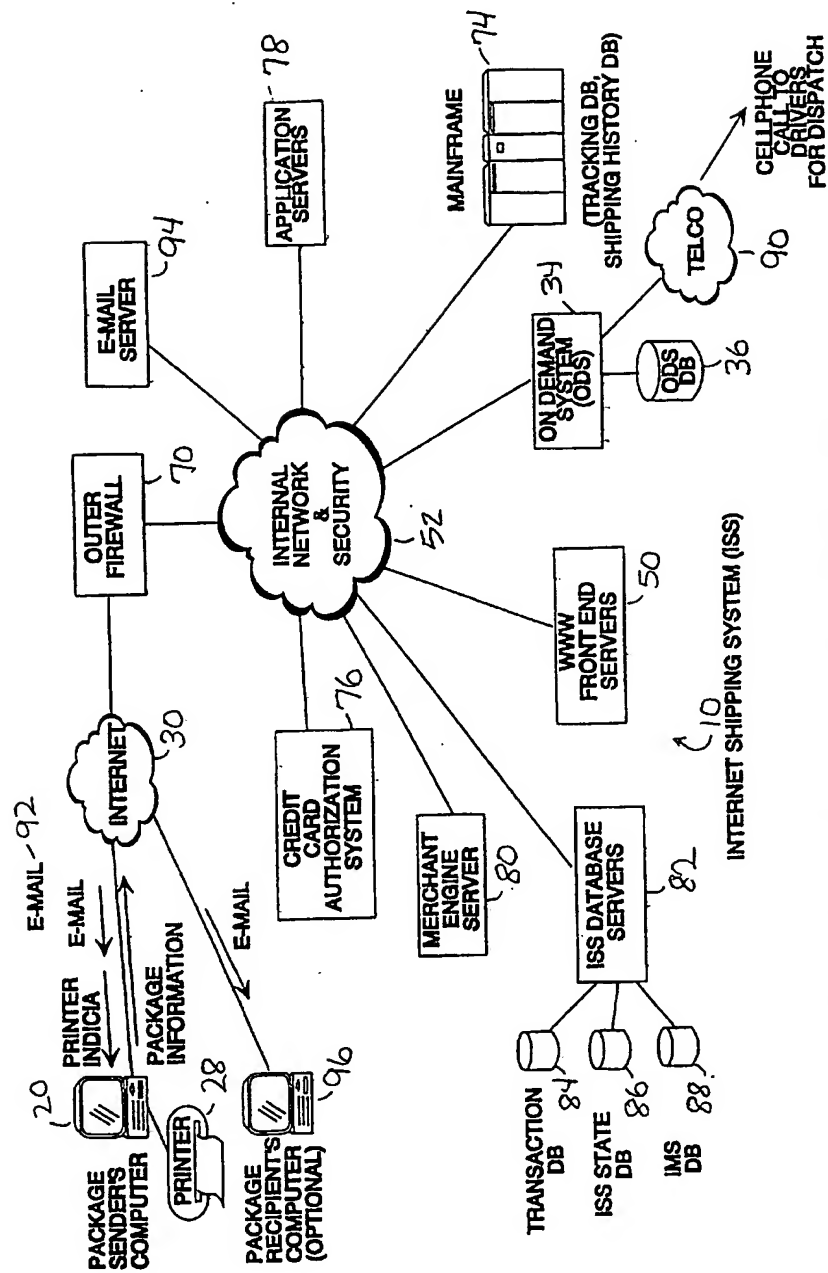 PACKAGE
SENDER'S
COMPUTER
20
PRINTER
28
PRINTER
INDICIA
E-MAIL
E-MAIL - 92
PACKAGE
INFORMATION
PACKAGE
RECIPIENT'S
COMPUTER
(OPTIONAL)
96
E-MAIL
INTERNET
30
OUTER
FIREWALL
70
E-MAIL
SERVER
94
APPLICATION
SERVERS
78
INTERNAL
NETWORK
&
SECURITY
52
CREDIT
CARD
AUTHORIZATION
SYSTEM
76
MERCHANT
ENGINE
SERVER
80
MAINFRAME
74
(TRACKING DB,
SHIPPING HISTORY DB)
ON DEMAND
SYSTEM
(ODS)
34
ODS
DB
36
TELCO
90
CELLPHONE
CALL TO
DRIVERS
FOR DISPATCH
WWW
FRONT END
SERVERS
50
ISS DATABASE
SERVERS
82
TRANSACTION
DB
84
ISS STATE
DB
86
IMS
DB
88
10
INTERNET SHIPPING SYSTEM (ISS)